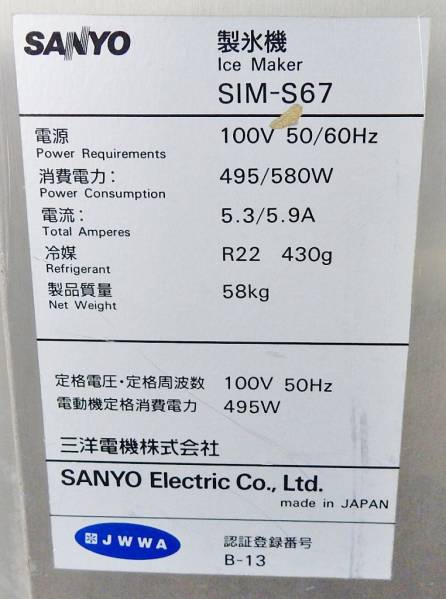 SANYO 製氷機
Ice Maker
SIM-S67
電源 100V 50/60Hz
Power Requirements
消費電力: 495/580W
Power Consumption
電流: 5.3/5.9A
Total Amperes
冷媒 R22 430g
Refrigerant
製品質量 58kg
Net Weight
定格電圧・定格周波数 100V 50Hz
電動機定格消費電力 495W
三洋電機株式会社
SANYO Electric Co., Ltd.
made in JAPAN
JWWA 認証登録番号
B-13